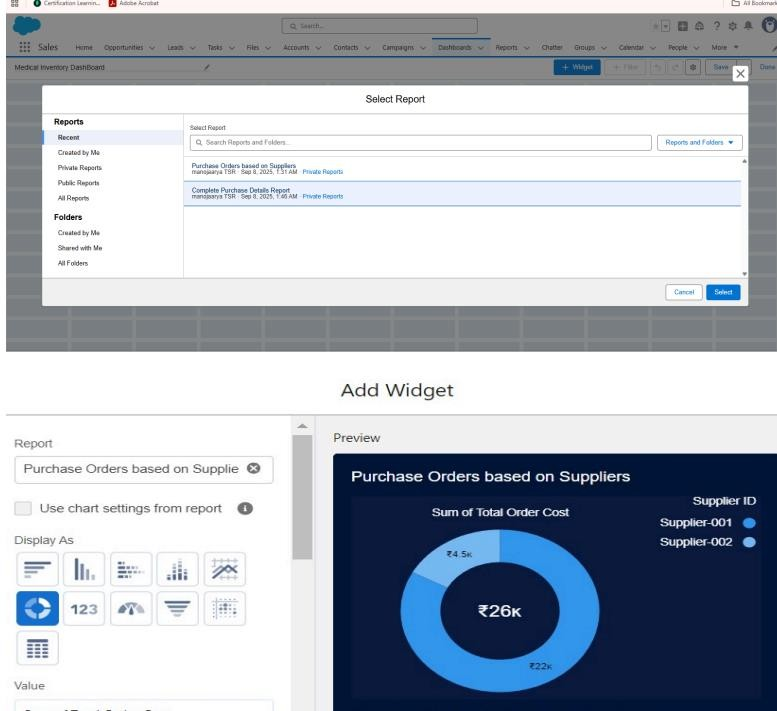 Certification Learnin... Adobe Acrobat All Bookmark
Search...
Sales Home Opportunities Leads Tasks Files Accounts Contacts Campaigns Dashboards Reports Chatter Groups Calendar People More
Medical Inventory DashBoard + Widget + Filter Save Done
Select Report
Reports
Recent
Created by Me
Private Reports
Public Reports
All Reports
Folders
Created by Me
Shared with Me
All Folders
Select Report
Search Reports and Folders... Reports and Folders
Purchase Orders based on Suppliers
manojaarya TSR · Sep 8, 2025, 1:31 AM · Private Reports
Complete Purchase Details Report
manojaarya TSR · Sep 8, 2025, 1:46 AM · Private Reports
Cancel Select
Add Widget
Report
Purchase Orders based on Supplie
Use chart settings from report
Display As
123
Value
Preview
Purchase Orders based on Suppliers
Sum of Total Order Cost
Supplier ID
Supplier-001
Supplier-002
₹4.5K
₹26K
₹22K